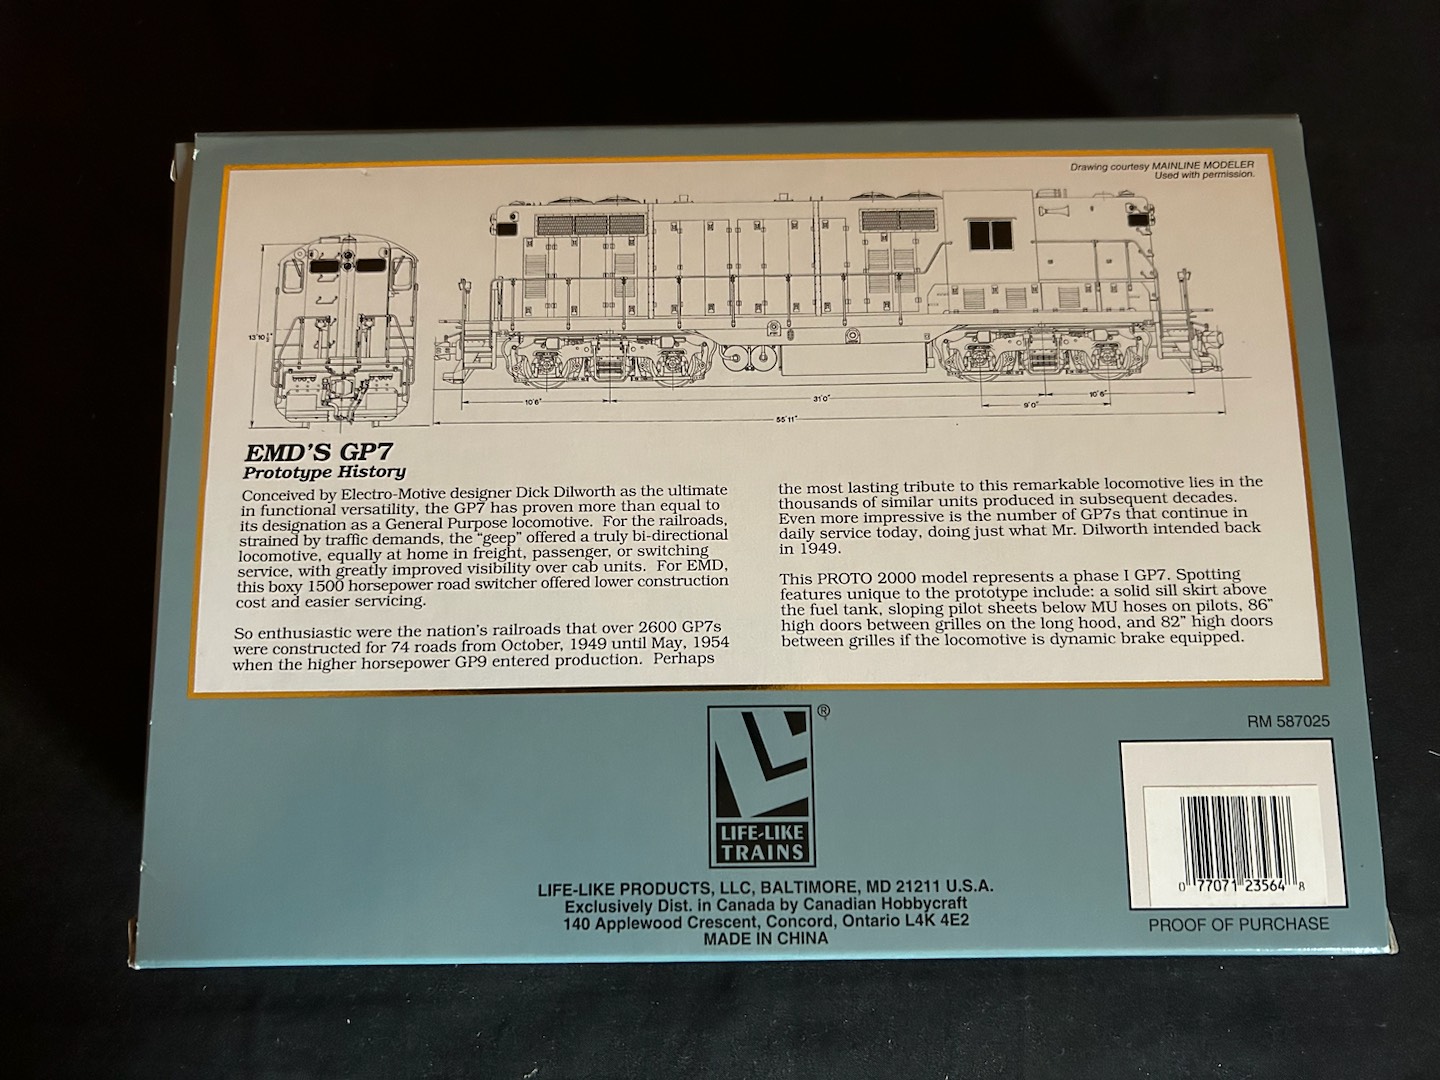 Drawing courtesy MAINLINE MODELER
Used with permission.
13'10½"
10'6"
31'0"
9'0"
10'6"
55'11"
EMD'S GP7
Prototype History
Conceived by Electro-Motive designer Dick Dilworth as the ultimate
in functional versatility, the GP7 has proven more than equal to
its designation as a General Purpose locomotive. For the railroads,
strained by traffic demands, the "geep" offered a truly bi-directional
locomotive, equally at home in freight, passenger, or switching
service, with greatly improved visibility over cab units. For EMD,
this boxy 1500 horsepower road switcher offered lower construction
cost and easier servicing.
So enthusiastic were the nation's railroads that over 2600 GP7s
were constructed for 74 roads from October, 1949 until May, 1954
when the higher horsepower GP9 entered production. Perhaps
the most lasting tribute to this remarkable locomotive lies in the
thousands of similar units produced in subsequent decades.
Even more impressive is the number of GP7s that continue in
daily service today, doing just what Mr. Dilworth intended back
in 1949.
This PROTO 2000 model represents a phase I GP7. Spotting
features unique to the prototype include: a solid sill skirt above
the fuel tank, sloping pilot sheets below MU hoses on pilots, 86"
high doors between grilles on the long hood, and 82" high doors
between grilles if the locomotive is dynamic brake equipped.
®
LIFE-LIKE
TRAINS
LIFE-LIKE PRODUCTS, LLC, BALTIMORE, MD 21211 U.S.A.
Exclusively Dist. in Canada by Canadian Hobbycraft
140 Applewood Crescent, Concord, Ontario L4K 4E2
MADE IN CHINA
RM 587025
0 77071 23564 8
PROOF OF PURCHASE